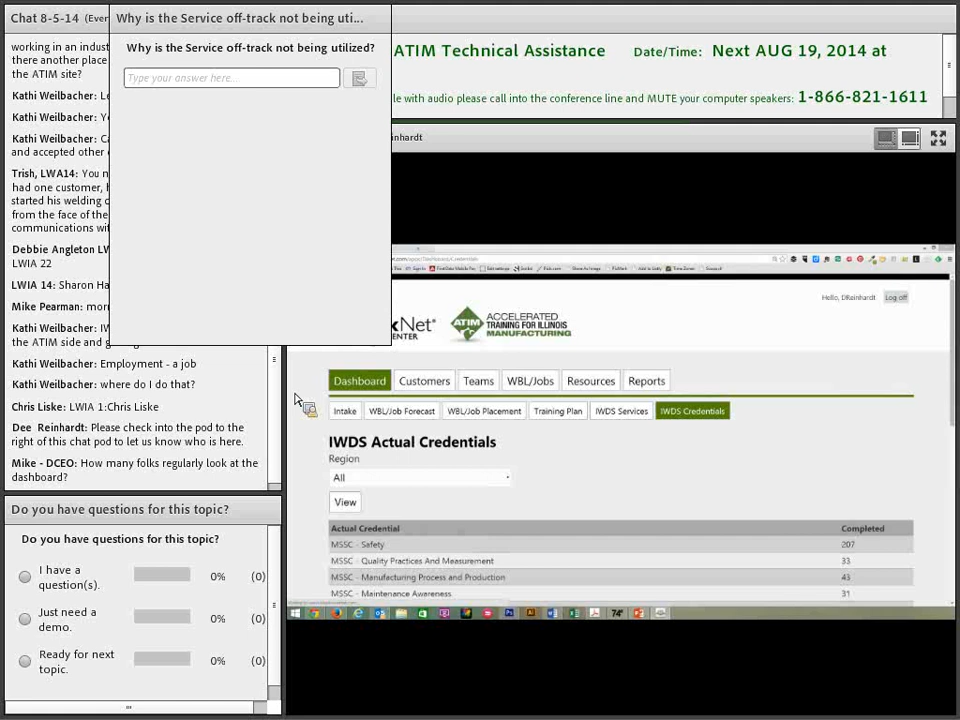 Chat 8-5-14
Why is the Service off-track not being uti...
Why is the Service off-track not being utilized?
Type your answer here...
ATIM Technical Assistance
Date/Time: Next AUG 19, 2014 at
le with audio please call into the conference line and MUTE your computer speakers: 1-866-821-1611
working in an indust
there another place
the ATIM site?
Kathi Weilbacher: Le
Kathi Weilbacher:
Kathi Weilbacher: Ca
and accepted other
Trish, LWA14: You n
had one customer,
started his welding
from the face of the
communications wit
Debbie Angleton LW
LWIA 22
LWIA 14: Sharon Ha
Mike Pearman: mor
Kathi Weilbacher: IW
the ATIM side and
Kathi Weilbacher: Employment - a job
Kathi Weilbacher: where do I do that?
Chris Liske: LWIA 1:Chris Liske
Dee Reinhardt: Please check into the pod to the
right of this chat pod to let us know who is here.
Mike - DCEO: How many folks regularly look at the
dashboard?
inhardt
Hello, DReinhardt
Log off
kNet®
CENTER
ATIM
ACCELERATED
TRAINING FOR ILLINOIS
MANUFACTURING
Dashboard Customers Teams WBL/Jobs Resources Reports
Intake WBL/Job Forecast WBL/Job Placement Training Plan IWDS Services IWDS Credentials
IWDS Actual Credentials
Region
All
View
Actual Credential Completed
MSSC - Safety 207
MSSC - Quality Practices And Measurement 33
MSSC - Manufacturing Process and Production 43
MSSC - Maintenance Awareness 31
74°
Do you have questions for this topic?
Do you have questions for this topic?
I have a
question(s).
0% (0)
Just need a
demo.
0% (0)
Ready for next
topic.
0% (0)